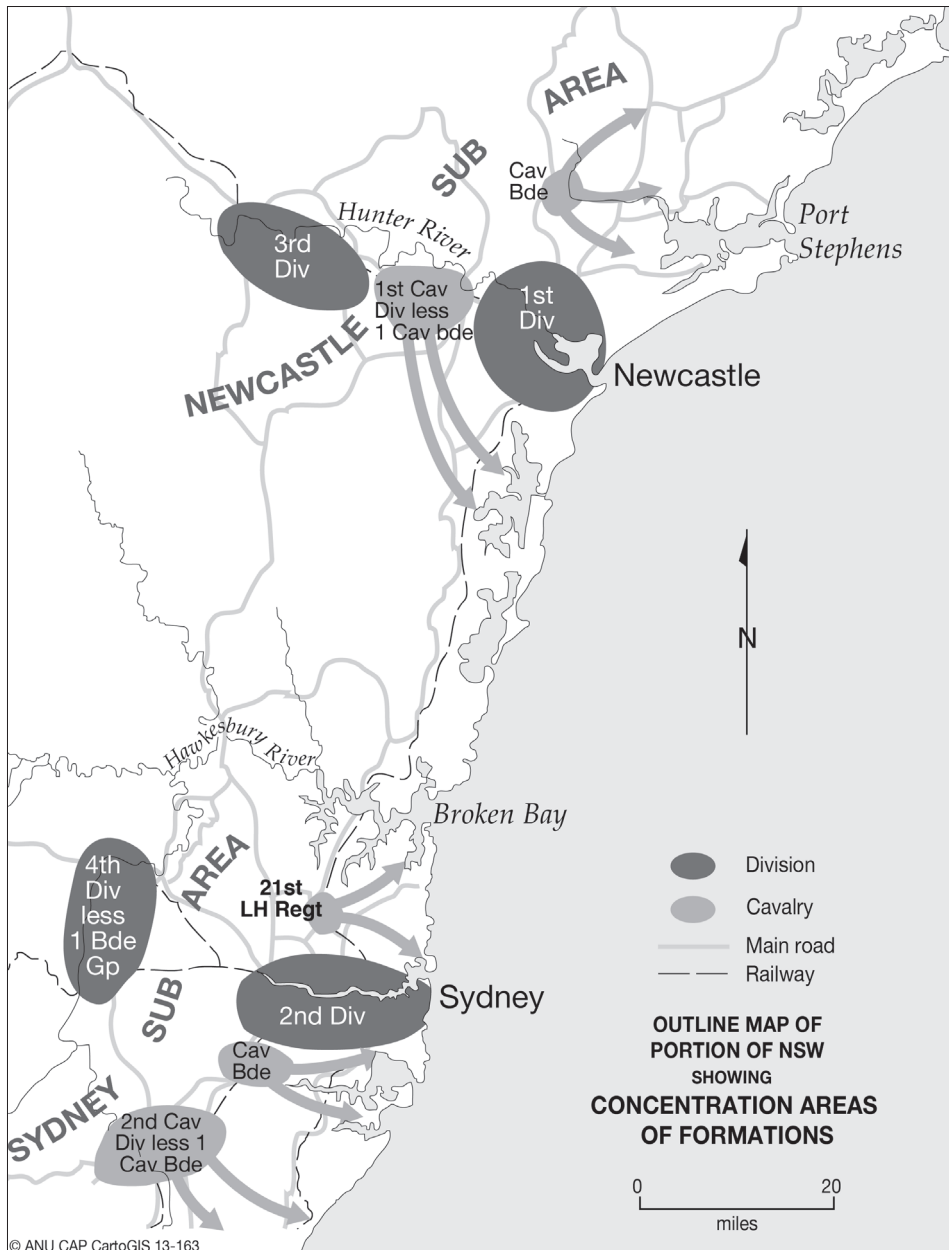 AREA
SUB
Cav
Bde
Port
Stephens
Hunter River
3rd
Div
1st Cav
Div less
1 Cav bde
1st
Div
NEWCASTLE
Newcastle
N
Hawkesbury River
Broken Bay
4th
Div
less
1 Bde
Gp
AREA
21st
LH Regt
SUB
2nd Div
Sydney
Cav
Bde
SYDNEY
2nd Cav
Div less 1
Cav Bde
Division
Cavalry
Main road
Railway
OUTLINE MAP OF
PORTION OF NSW
SHOWING
CONCENTRATION AREAS
OF FORMATIONS
0 20
miles
© ANU CAP CartoGIS 13-163